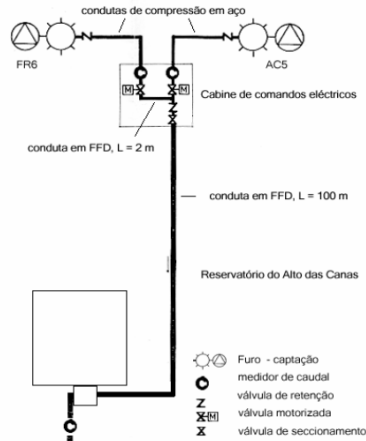 condutas de compressão em aço
FR6
AC5
M
M
Cabine de comandos eléctricos
conduta em FFD, L = 2 m
conduta em FFD, L = 100 m
Reservatório do Alto das Canas
Furo - captação
medidor de caudal
válvula de retenção
M
válvula motorizada
válvula de seccionamento